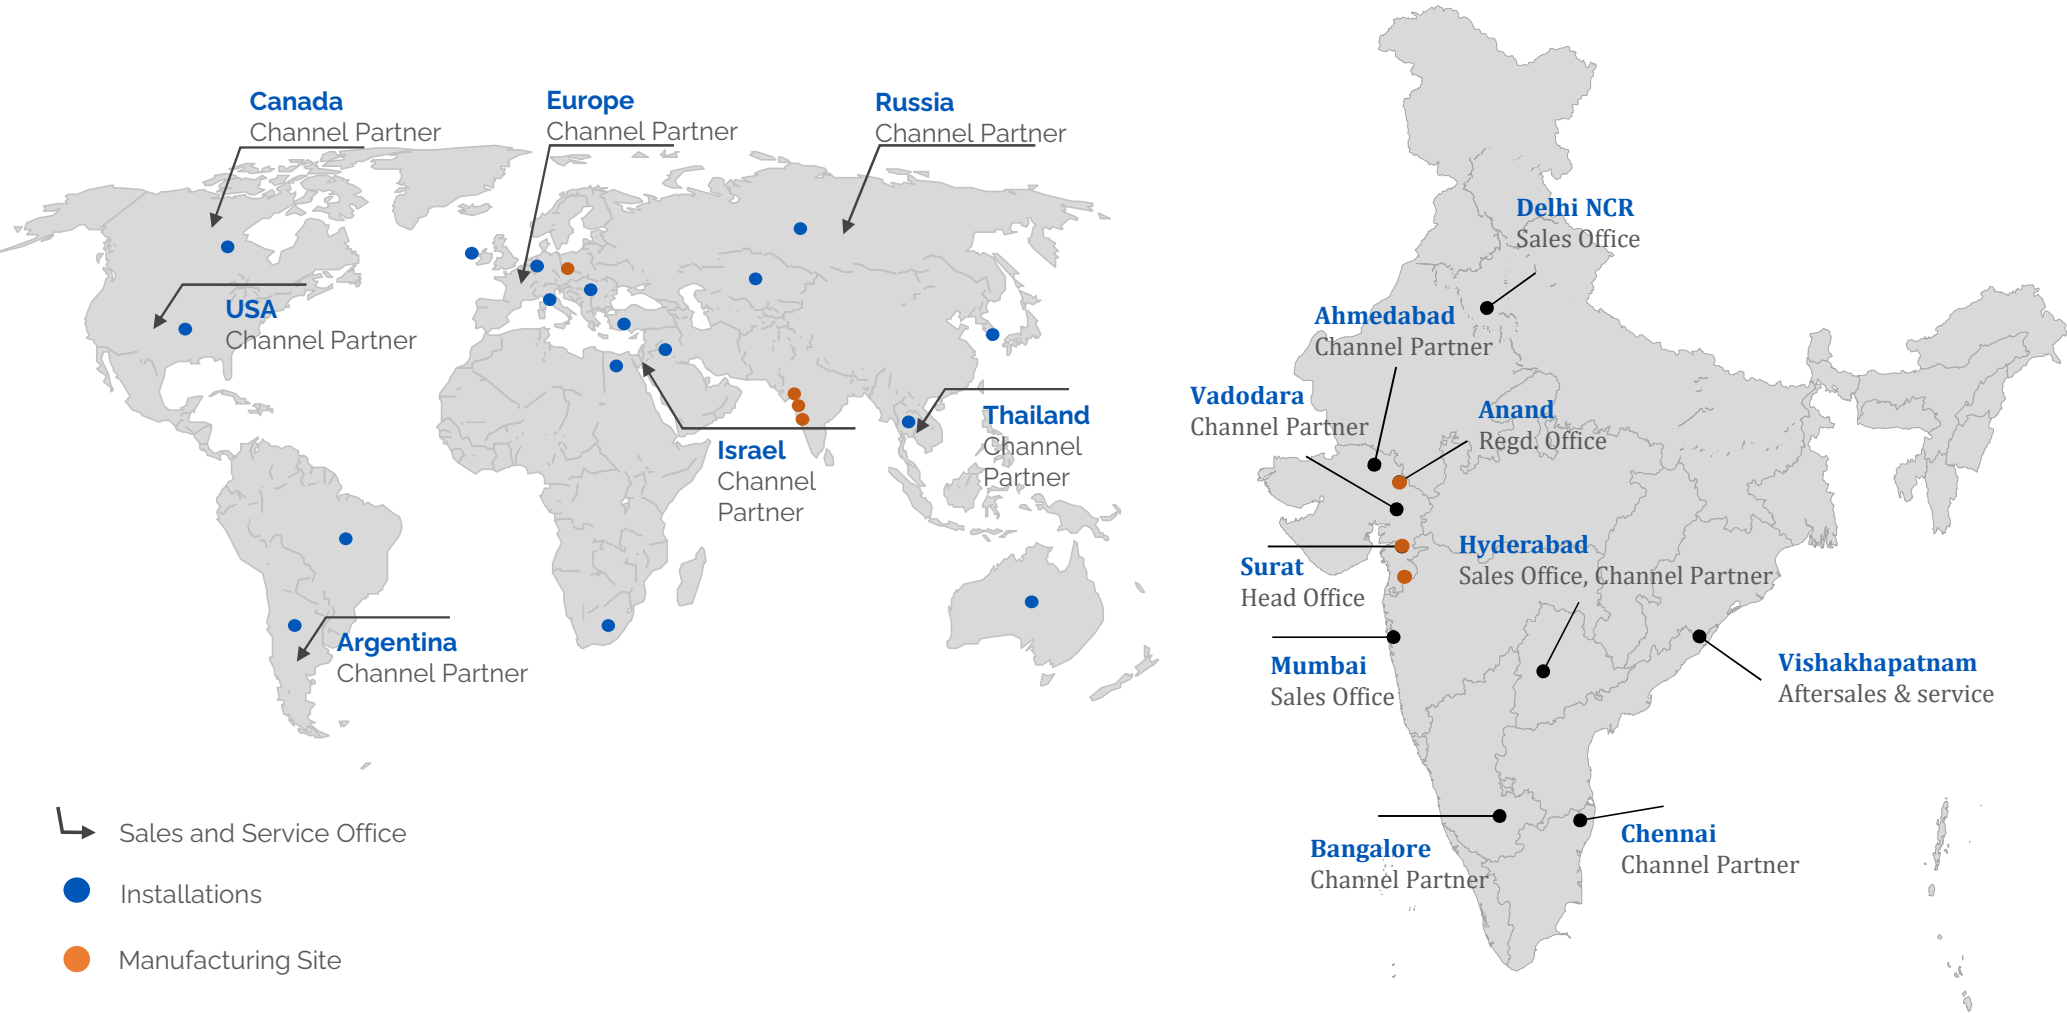 Canada
Channel Partner
Europe
Channel Partner
Russia
Channel Partner
USA
Channel Partner
Israel
Channel
Partner
Thailand
Channel
Partner
Argentina
Channel Partner
Sales and Service Office
Installations
Manufacturing Site
Delhi NCR
Sales Office
Ahmedabad
Channel Partner
Vadodara
Channel Partner
Anand
Regd. Office
Surat
Head Office
Hyderabad
Sales Office, Channel Partner
Mumbai
Sales Office
Vishakhapatnam
Aftersales & service
Bangalore
Channel Partner
Chennai
Channel Partner